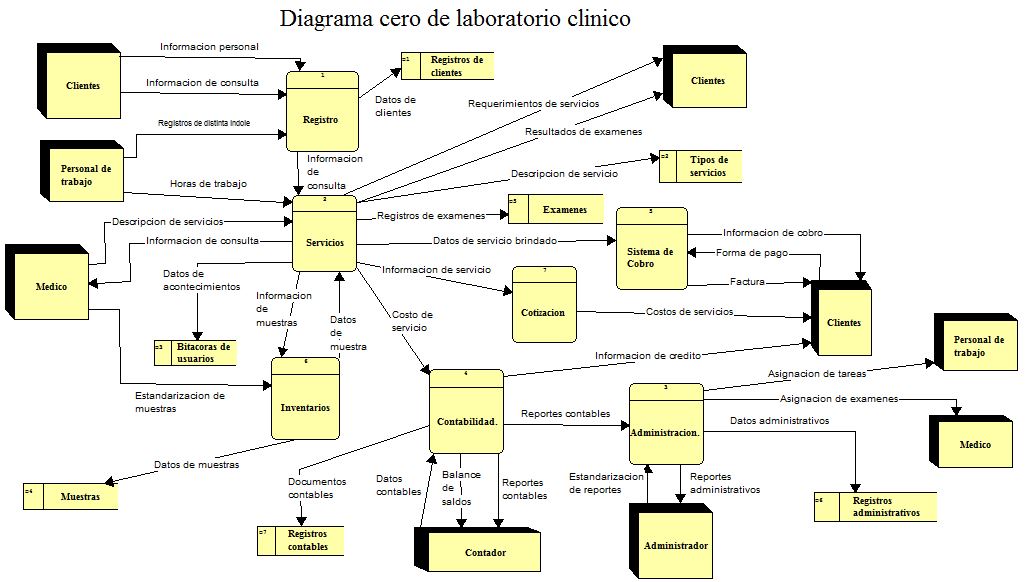 Diagrama cero de laboratorio clinico
Informacion personal
Clientes
Informacion de consulta
1
Registro
=1
Registros de
clientes
Datos de
clientes
Clientes
Requerimientos de servicios
Resultados de examenes
Registros de distinta indole
Personal de
trabajo
Horas de trabajo
Informacion
de
consulta
Descripcion de servicio
=2
Tipos de
servicios
2
Servicios
Descripcion de servicios
Informacion de consulta
Medico
Registros de examenes
=5
Examenes
Datos de servicio brindado
5
Sistema de
Cobro
Informacion de cobro
Forma de pago
Factura
Clientes
Datos de
acontecimientos
Informacion
de
muestras
Datos
de
muestra
Informacion de servicio
7
Cotizacion
Costos de servicios
Costo de
servicio
=3
Bitacoras de
usuarios
Informacion de credito
Personal de
trabajo
Estandarizacion de
muestras
6
Inventarios
4
Contabilidad.
Reportes contables
3
Administracion.
Asignacion de tareas
Asignacion de examenes
Datos administrativos
Medico
Datos de muestras
=4
Muestras
Documentos
contables
Datos
contables
Balance
de
saldos
Reportes
contables
Estandarizacion
de reportes
Reportes
administrativos
=6
Registros
administrativos
=7
Registros
contables
Contador
Administrador